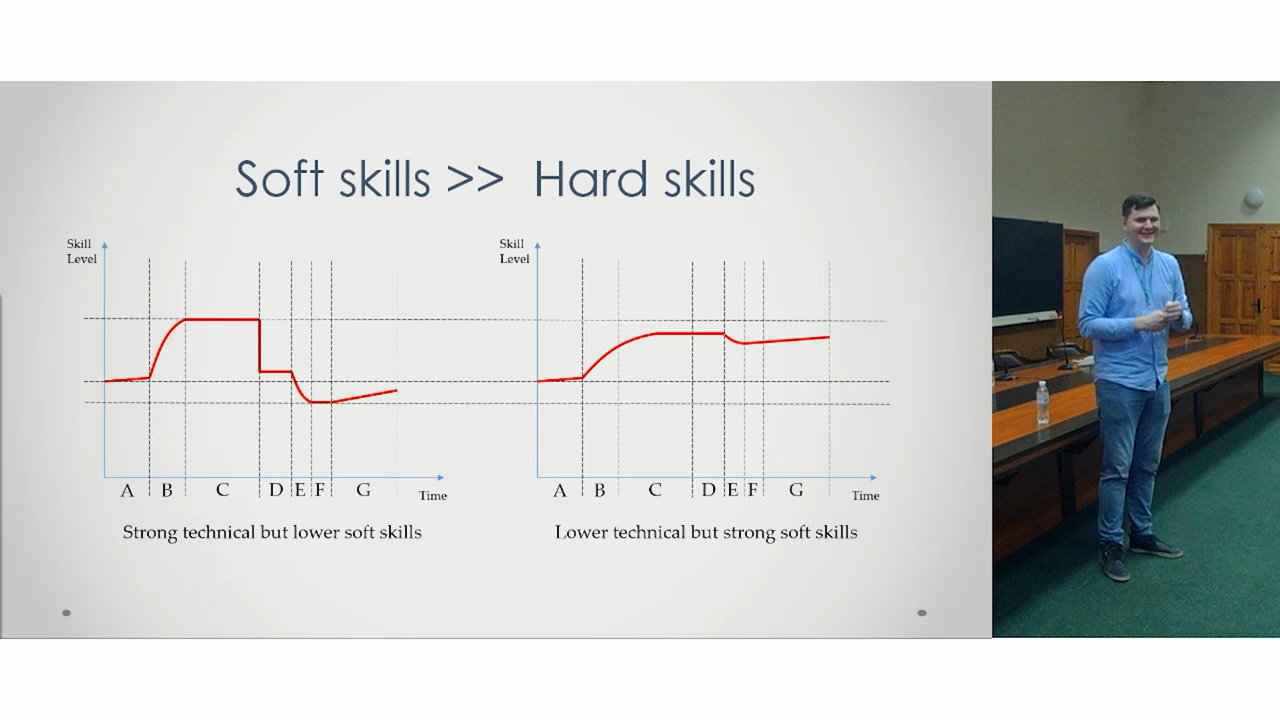 Soft skills >> Hard skills
Skill
Level
A B C D E F G
Time
Strong technical but lower soft skills
Skill
Level
A B C D E F G
Time
Lower technical but strong soft skills